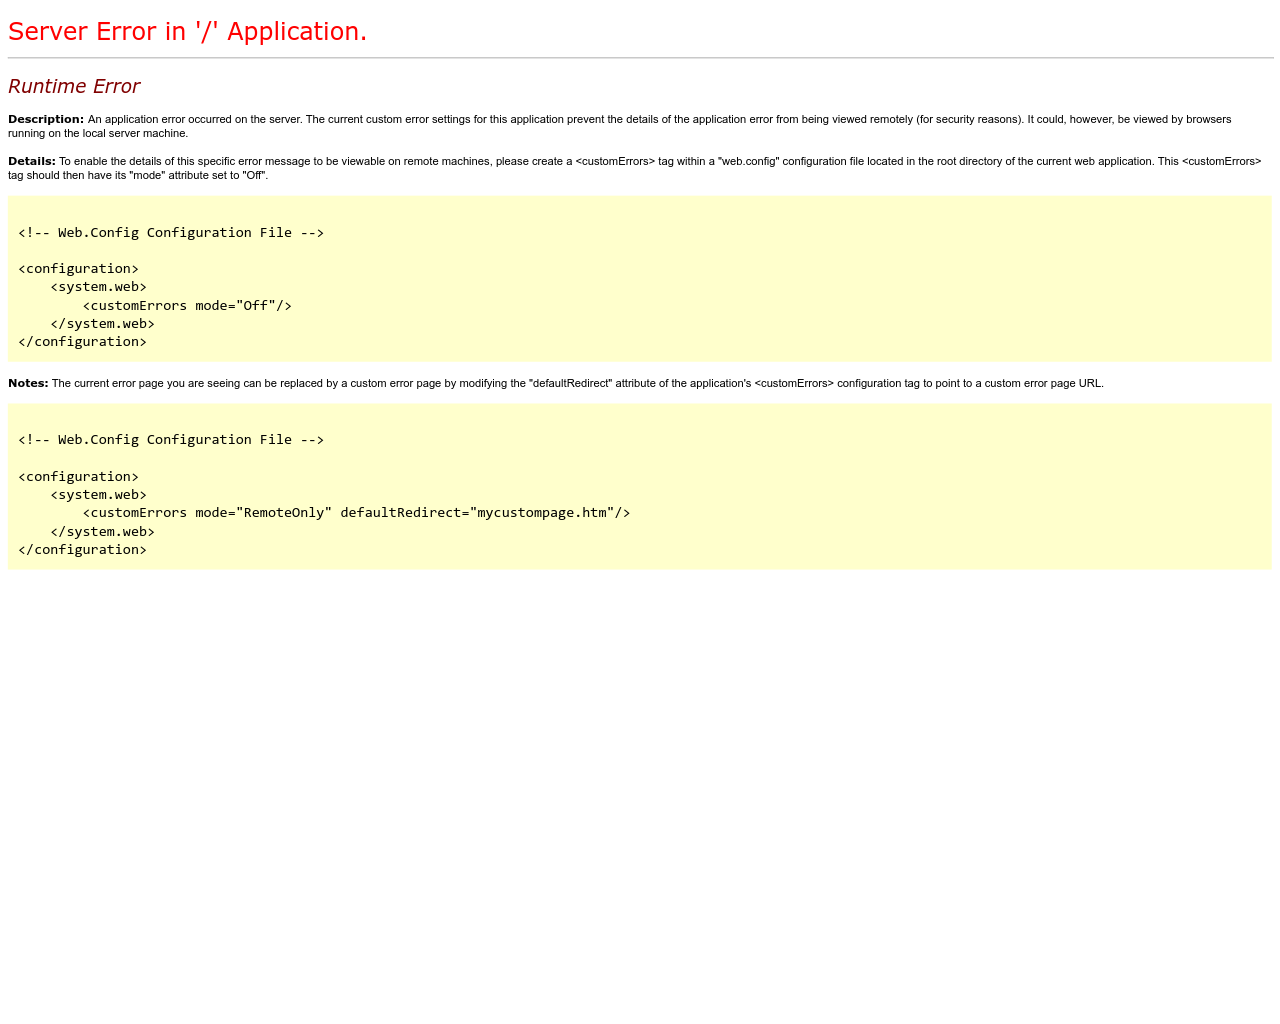 Server Error in '/' Application.
Runtime Error
Description: An application error occurred on the server. The current custom error settings for this application prevent the details of the application error from being viewed remotely (for security reasons). It could, however, be viewed by browsers
running on the local server machine.
Details: To enable the details of this specific error message to be viewable on remote machines, please create a <customErrors> tag within a "web.config" configuration file located in the root directory of the current web application. This <customErrors>
tag should then have its "mode" attribute set to "Off".
<!-- Web.Config Configuration File -->
<configuration>
    <system.web>
        <customErrors mode="Off"/>
    </system.web>
</configuration>
Notes: The current error page you are seeing can be replaced by a custom error page by modifying the "defaultRedirect" attribute of the application's <customErrors> configuration tag to point to a custom error page URL.
<!-- Web.Config Configuration File -->
<configuration>
    <system.web>
        <customErrors mode="RemoteOnly" defaultRedirect="mycustompage.htm"/>
    </system.web>
</configuration>